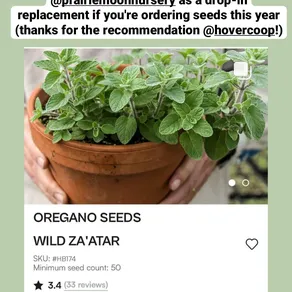 @prairiemoonnursery as a drop-in
replacement if you're ordering seeds this year
(thanks for the recommendation @hovercoop!)
OREGANO SEEDS
WILD ZA'ATAR
SKU: #HB174
Minimum seed count: 50
3.4 (33 reviews)